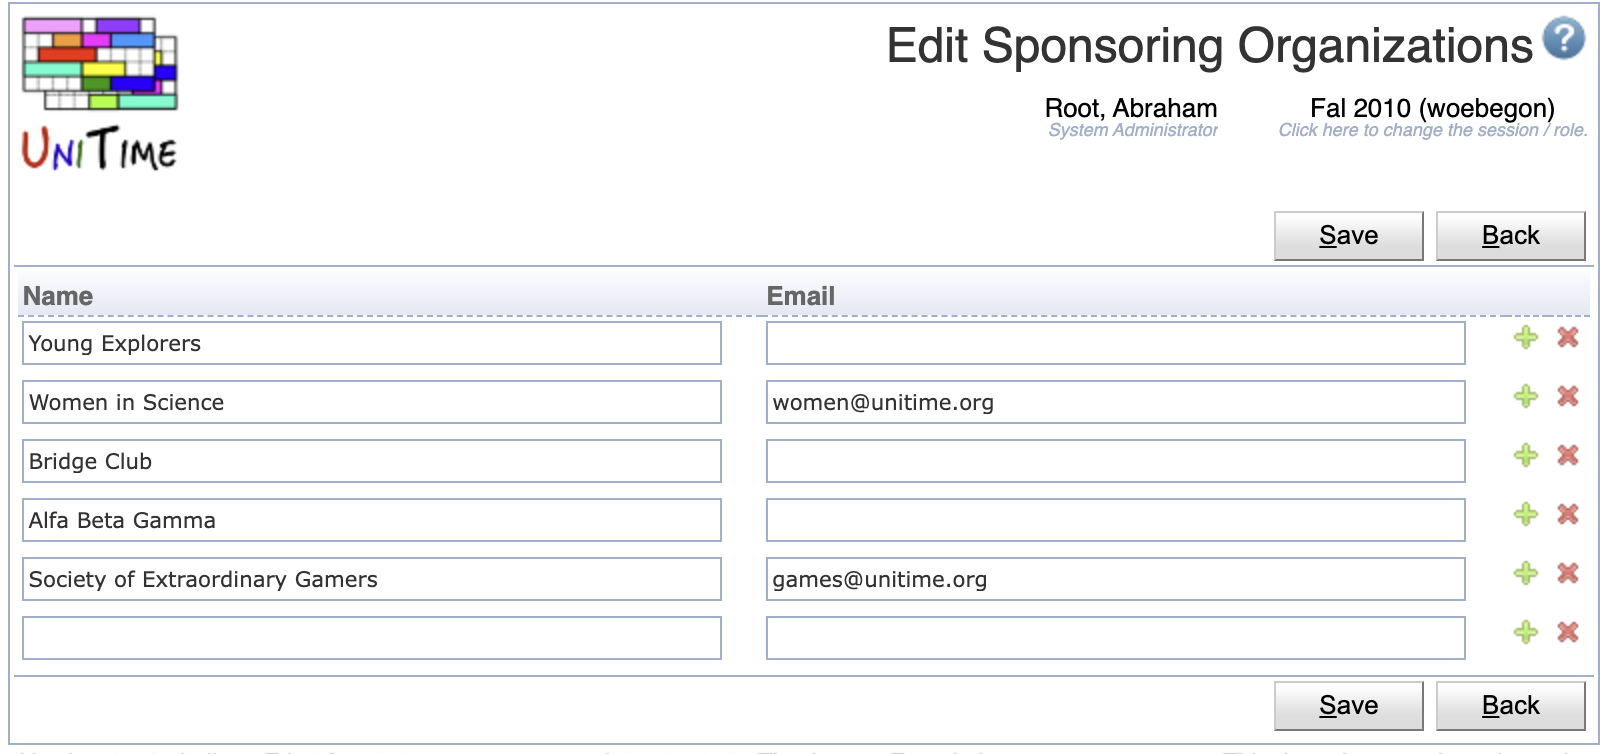 UNITIME
Edit Sponsoring Organizations ?
Root, Abraham Fal 2010 (woebegon)
System Administrator Click here to change the session / role.
Save Back
Name Email
Young Explorers
Women in Science women@unitime.org
Bridge Club
Alfa Beta Gamma
Society of Extraordinary Gamers games@unitime.org
Save Back